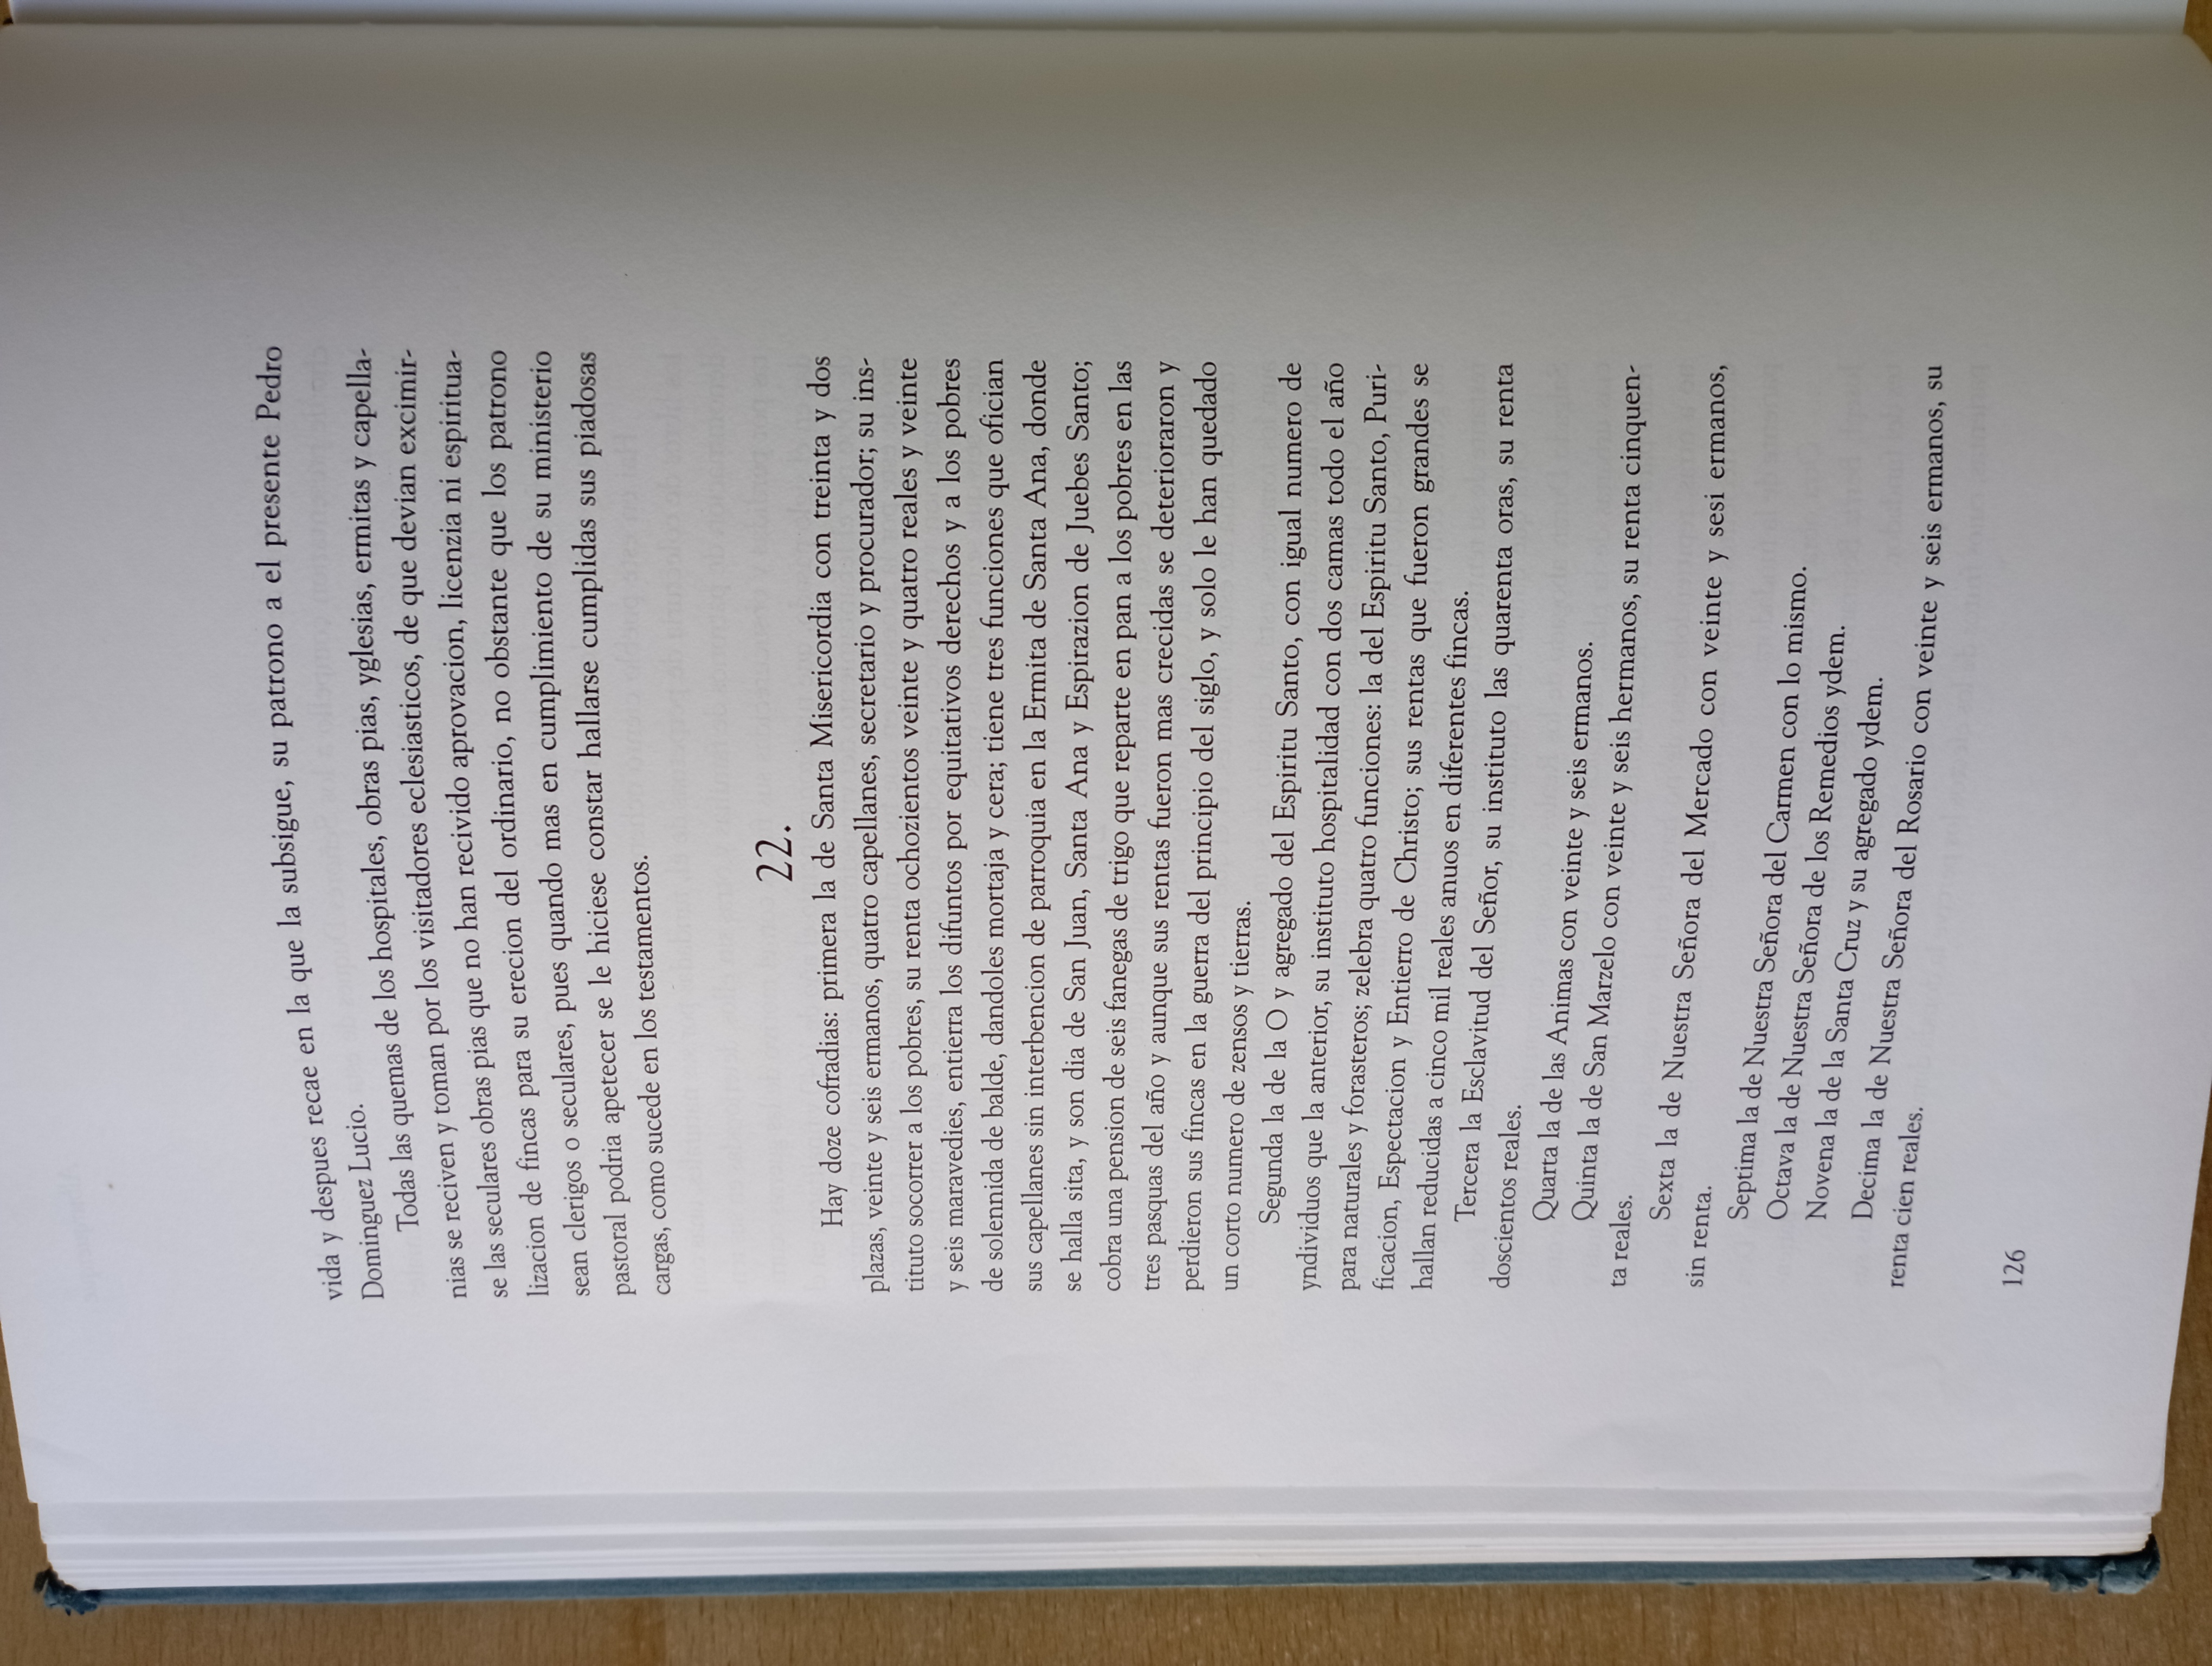 vida y despues recae en la que la subsigue, su patrono a el presente Pedro
Dominguez Lucio.
Todas las quemas de los hospitales, obras pias, yglesias, ermitas y capella-
nias se reciven y toman por los visitadores eclesiasticos, de que devian excimir-
se las seculares obras pias que no han recivido aprovacion, licenzia ni espiritua-
lizacion de fincas para su erecion del ordinario, no obstante que los patrono
sean clerigos o seculares, pues quando mas en cumplimiento de su ministerio
pastoral podria apetecer se le hiciese constar hallarse cumplidas sus piadosas
cargas, como sucede en los testamentos.
22.
Hay doze cofradias: primera la de Santa Misericordia con treinta y dos
plazas, veinte y seis ermanos, quatro capellanes, secretario y procurador; su ins-
tituto socorrer a los pobres, su renta ochozientos veinte y quatro reales y veinte
y seis maravedies, entierra los difuntos por equitativos derechos y a los pobres
de solennida de balde, dandoles mortaja y cera; tiene tres funciones que ofician
sus capellanes sin interbencion de parroquia en la Ermita de Santa Ana, donde
se halla sita, y son dia de San Juan, Santa Ana y Espirazion de Juebes Santo;
cobra una pension de seis fanegas de trigo que reparte en pan a los pobres en las
tres pasquas del año y aunque sus rentas fueron mas crecidas se deterioraron y
perdieron sus fincas en la guerra del principio del siglo, y solo le han quedado
un corto numero de zensos y tierras.
Segunda la de la O y agregado del Espiritu Santo, con igual numero de
yndividuos que la anterior, su instituto hospitalidad con dos camas todo el año
para naturales y forasteros; zelebra quatro funciones: la del Espiritu Santo, Puri-
ficacion, Espectacion y Entierro de Christo; sus rentas que fueron grandes se
hallan reducidas a cinco mil reales anuos en diferentes fincas.
Tercera la Esclavitud del Señor, su instituto las quarenta oras, su renta
doscientos reales.
Quarta la de las Animas con veinte y seis ermanos.
Quinta la de San Marzelo con veinte y seis hermanos, su renta cinquen-
ta reales.
Sexta la de Nuestra Señora del Mercado con veinte y sesi ermanos,
sin renta.
Septima la de Nuestra Señora del Carmen con lo mismo.
Octava la de Nuestra Señora de los Remedios ydem.
Novena la de la Santa Cruz y su agregado ydem.
Decima la de Nuestra Señora del Rosario con veinte y seis ermanos, su
renta cien reales.
126